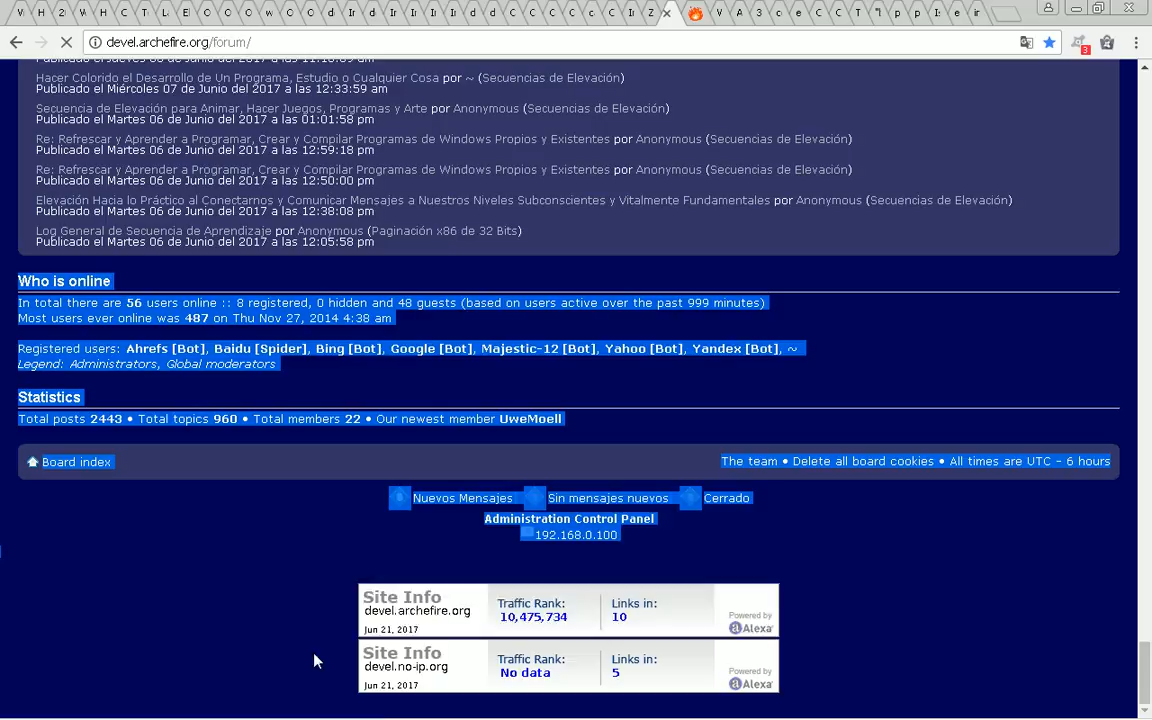 devel.archefire.org/forum/
3
Hacer Colorido el Desarrollo de Un Programa, Estudio o Cualquier Cosa por ~ (Secuencias de Elevación)
Publicado el Miércoles 07 de Junio del 2017 a las 12:33:59 am
Secuencia de Elevación para Animar, Hacer Juegos, Programas y Arte por Anonymous (Secuencias de Elevación)
Publicado el Martes 06 de Junio del 2017 a las 01:01:58 pm
Re: Refrescar y Aprender a Programar, Crear y Compilar Programas de Windows Propios y Existentes por Anonymous (Secuencias de Elevación)
Publicado el Martes 06 de Junio del 2017 a las 12:59:18 pm
Re: Refrescar y Aprender a Programar, Crear y Compilar Programas de Windows Propios y Existentes por Anonymous (Secuencias de Elevación)
Publicado el Martes 06 de Junio del 2017 a las 12:50:00 pm
Elevación Hacia lo Práctico al Conectarnos y Comunicar Mensajes a Nuestros Niveles Subconscientes y Vitalmente Fundamentales por Anonymous (Secuencias de Elevación)
Publicado el Martes 06 de Junio del 2017 a las 12:38:08 pm
Log General de Secuencia de Aprendizaje por Anonymous (Paginación x86 de 32 Bits)
Publicado el Martes 06 de Junio del 2017 a las 12:05:58 pm
Who is online
In total there are 56 users online :: 8 registered, 0 hidden and 48 guests (based on users active over the past 999 minutes)
Most users ever online was 487 on Thu Nov 27, 2014 4:38 am
Registered users: Ahrefs [Bot], Baidu [Spider], Bing [Bot], Google [Bot], Majestic-12 [Bot], Yahoo [Bot], Yandex [Bot], ~
Legend: Administrators, Global moderators
Statistics
Total posts 2443 • Total topics 960 • Total members 22 • Our newest member UweMoell
Board index
The team • Delete all board cookies • All times are UTC - 6 hours
Nuevos Mensajes Sin mensajes nuevos Cerrado
Administration Control Panel
192.168.0.100
Site Info
devel.archefire.org
Jun 21, 2017
Traffic Rank:
10,475,734
Links in:
10
Powered by
Alexa
Site Info
devel.no-ip.org
Jun 21, 2017
Traffic Rank:
No data
Links in:
5
Powered by
Alexa